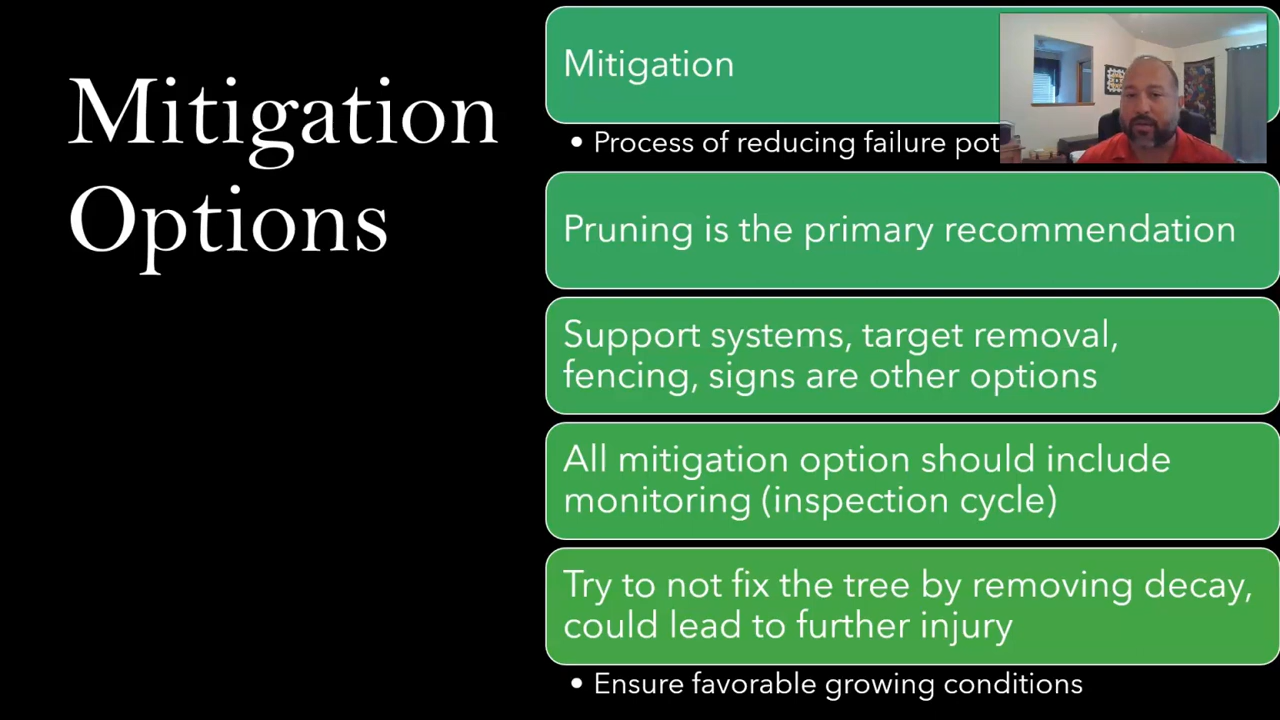 Mitigation
Options
Mitigation
• Process of reducing failure
Pruning is the primary recommendation
Support systems, target removal,
fencing, signs are other options
All mitigation option should include
monitoring (inspection cycle)
Try to not fix the tree by removing decay,
could lead to further injury
• Ensure favorable growing conditions